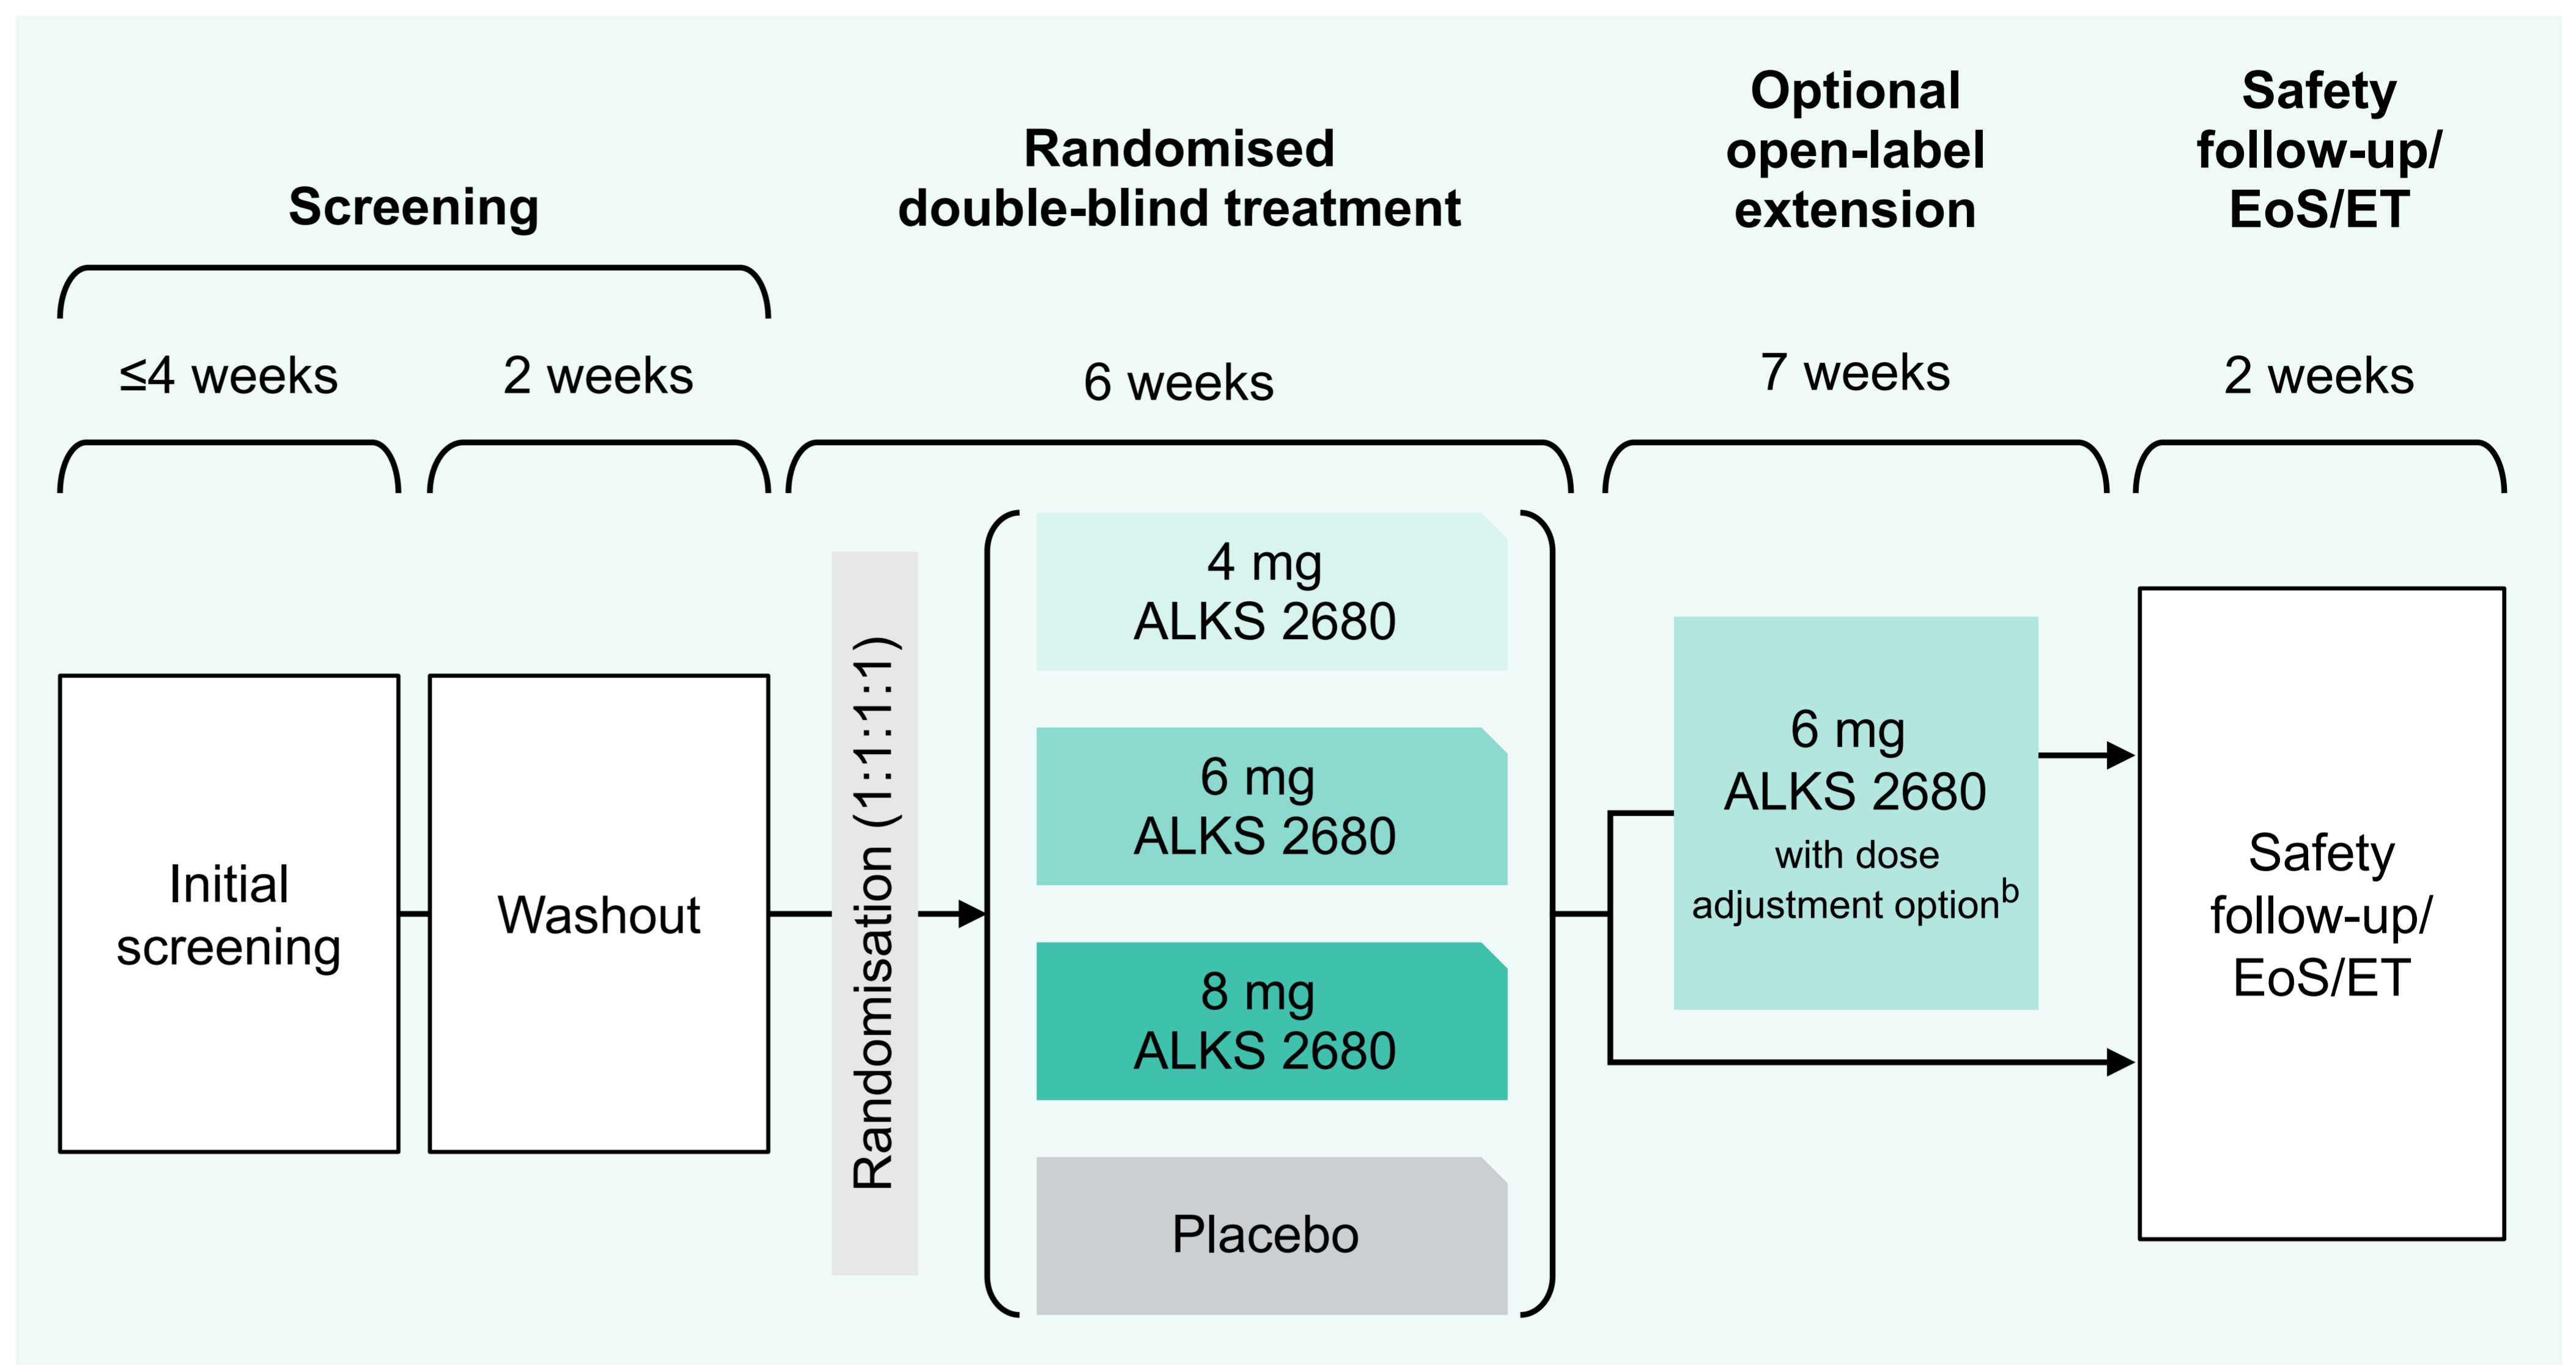 Screening
Randomised
double-blind treatment
Optional
open-label
extension
Safety
follow-up/
EoS/ET
≤4 weeks
2 weeks
6 weeks
7 weeks
2 weeks
Initial
screening
Washout
Randomisation (1:1:1:1)
4 mg
ALKS 2680
6 mg
ALKS 2680
8 mg
ALKS 2680
Placebo
6 mg
ALKS 2680
with dose
adjustment optionᵇ
Safety
follow-up/
EoS/ET